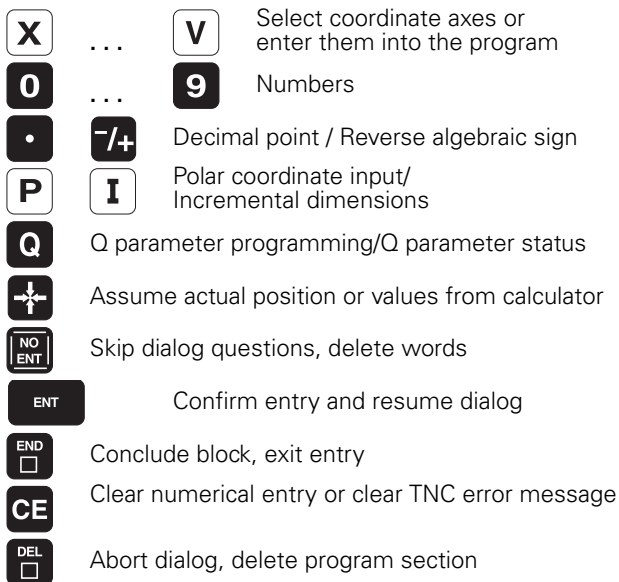 X ... V Select coordinate axes or
enter them into the program
0 ... 9 Numbers
. -/+ Decimal point / Reverse algebraic sign
P I Polar coordinate input/
Incremental dimensions
Q Q parameter programming/Q parameter status
Assume actual position or values from calculator
NO
ENT Skip dialog questions, delete words
ENT Confirm entry and resume dialog
END
Conclude block, exit entry
CE Clear numerical entry or clear TNC error message
DEL
Abort dialog, delete program section